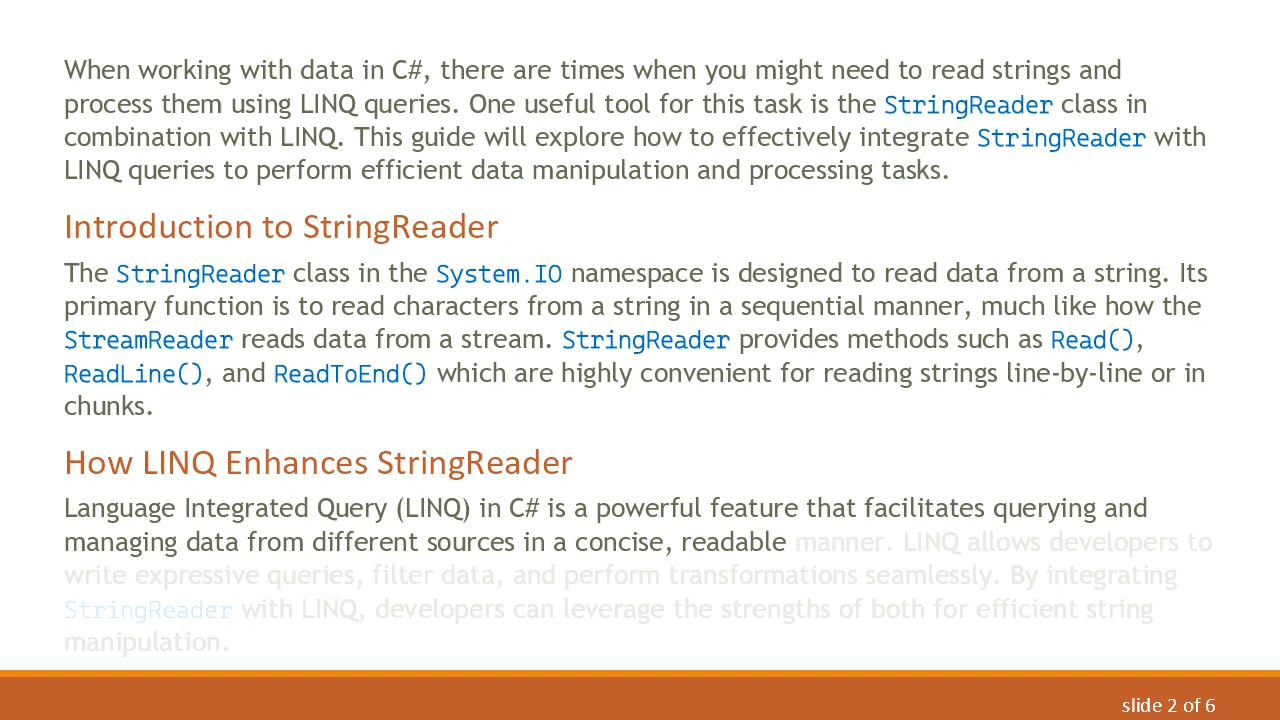 When working with data in C#, there are times when you might need to read strings and
process them using LINQ queries. One useful tool for this task is the StringReader class in
combination with LINQ. This guide will explore how to effectively integrate StringReader with
LINQ queries to perform efficient data manipulation and processing tasks.
Introduction to StringReader
The StringReader class in the System.IO namespace is designed to read data from a string. Its
primary function is to read characters from a string in a sequential manner, much like how the
StreamReader reads data from a stream. StringReader provides methods such as Read(),
ReadLine(), and ReadToEnd() which are highly convenient for reading strings line-by-line or in
chunks.
How LINQ Enhances StringReader
Language Integrated Query (LINQ) in C# is a powerful feature that facilitates querying and
managing data from different sources in a concise, readable manner. LINQ allows developers to
write expressive queries, filter data, and perform transformations seamlessly. By integrating
StringReader with LINQ, developers can leverage the strengths of both for efficient string
manipulation.
slide 2 of 6